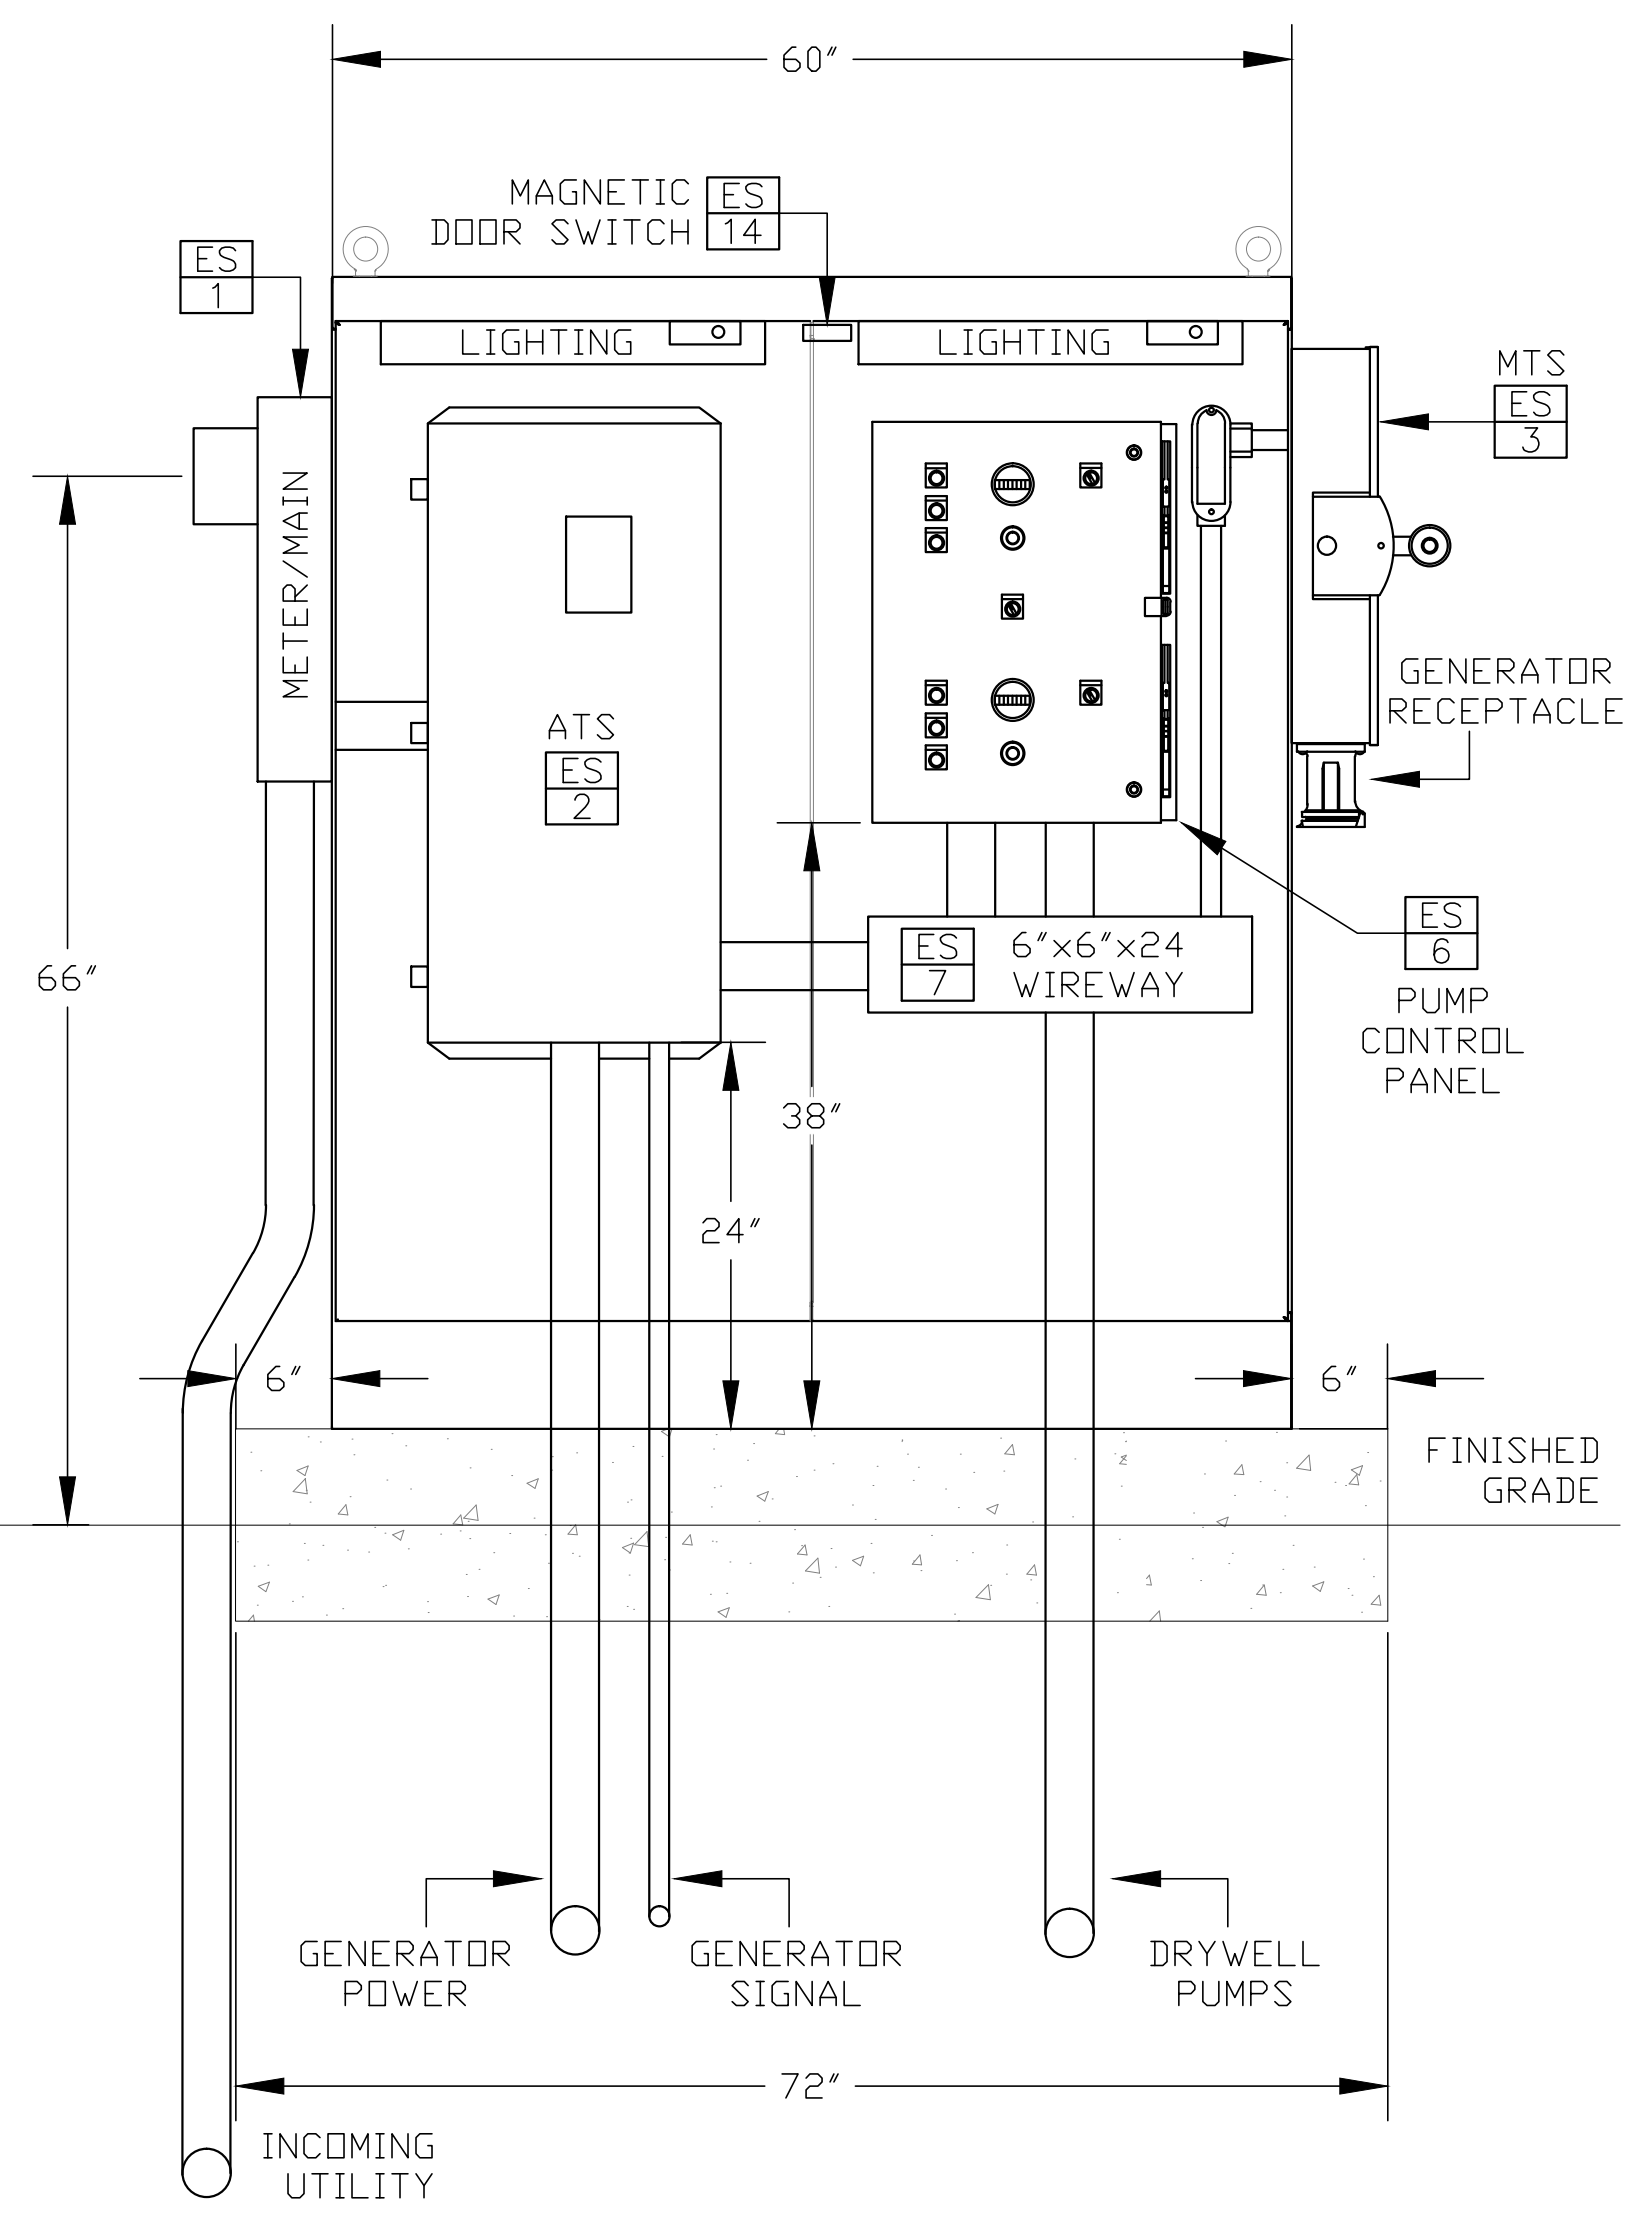 60"
MAGNETIC
DOOR SWITCH
ES
14
ES
1
LIGHTING
LIGHTING
MTS
ES
3
METER/MAIN
GENERATOR
RECEPTACLE
ATS
ES
2
ES
7
6"x6"x24
WIREWAY
ES
6
PUMP
CONTROL
PANEL
66"
38"
24"
6"
6"
FINISHED
GRADE
GENERATOR
POWER
GENERATOR
SIGNAL
DRYWELL
PUMPS
72"
INCOMING
UTILITY